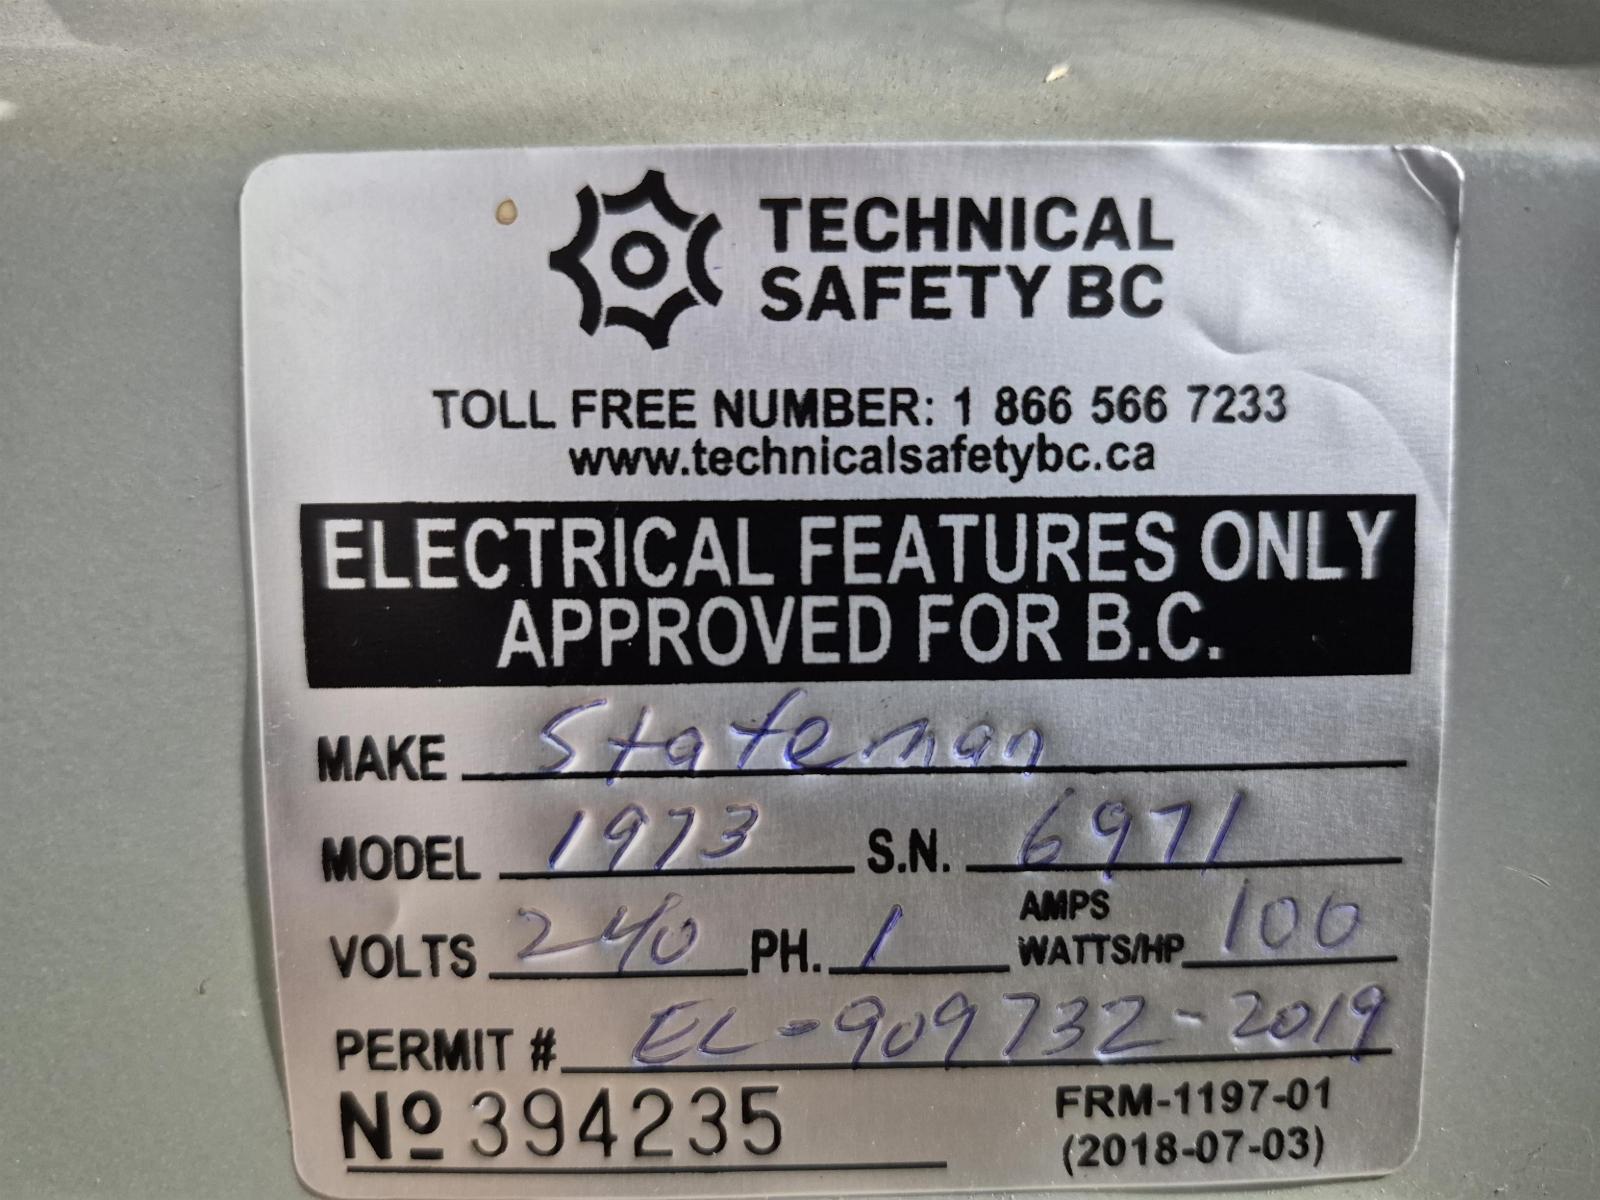 TECHNICAL
SAFETY BC
TOLL FREE NUMBER: 1 866 566 7233
www.technicalsafetybc.ca
ELECTRICAL FEATURES ONLY
APPROVED FOR B.C.
MAKE Stateman
MODEL 1973 S.N. 6971
VOLTS 240 PH. 1 AMPS WATTS/HP 100
PERMIT # EL-909732-2019
No 394235 FRM-1197-01
(2018-07-03)